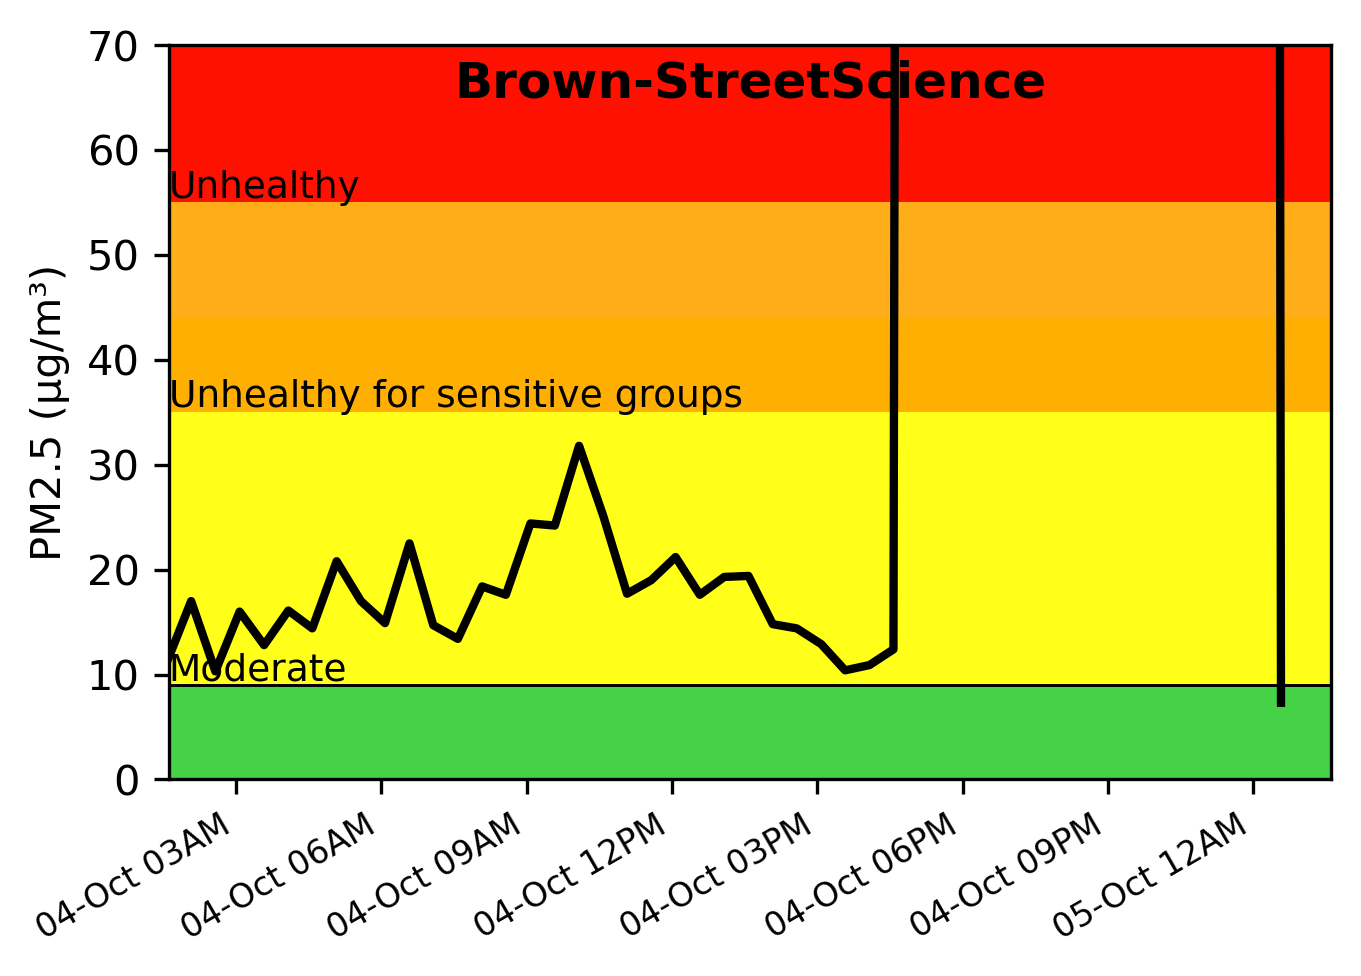 Brown-StreetScience
70
60
Unhealthy
50
40
Unhealthy for sensitive groups
30
20
Moderate
10
0
PM2.5 (µg/m³)
04-Oct 03AM
04-Oct 06AM
04-Oct 09AM
04-Oct 12PM
04-Oct 03PM
04-Oct 06PM
04-Oct 09PM
05-Oct 12AM